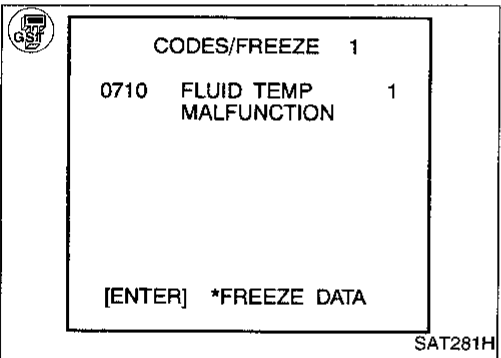 GST
CODES/FREEZE 1
0710 FLUID TEMP 1
MALFUNCTION
[ENTER] *FREEZE DATA
SAT281H